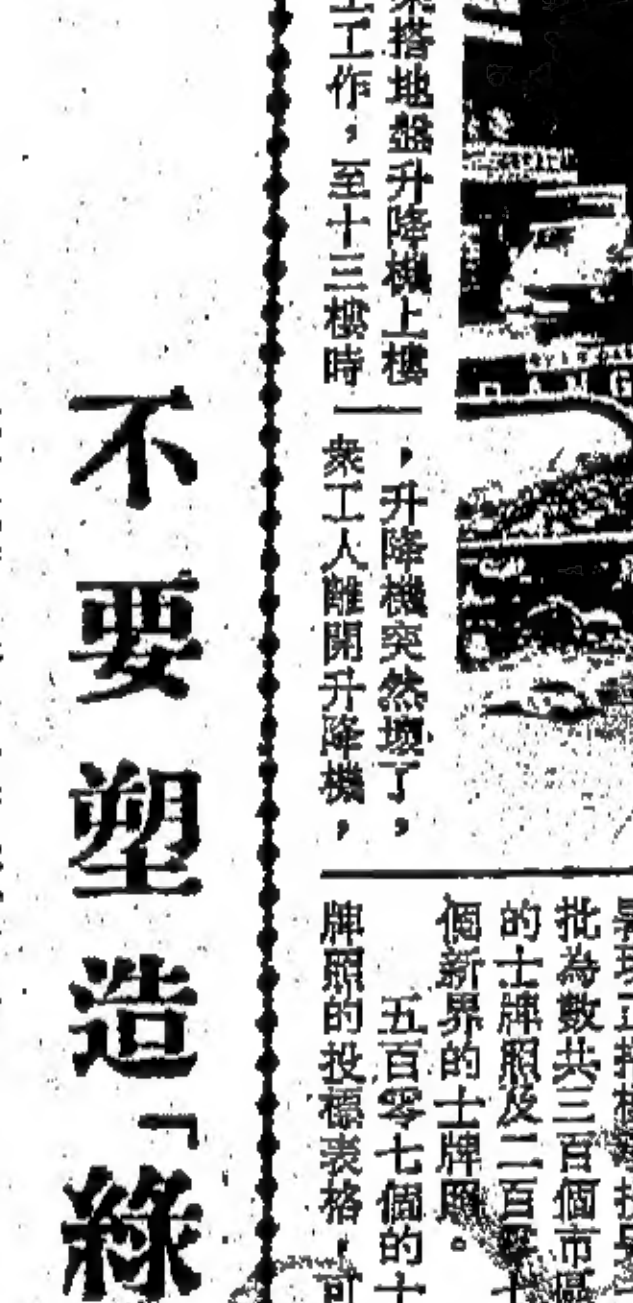 搭地盤升降機上樓
工作，至十三樓時
，升降機突然壞了，
衆工人離開升降機，
批為數共三百個市區
的士牌照及二百零七
個新界的士牌照。
五百零七個的士
牌照的投標表格，可
不要塑造「綠